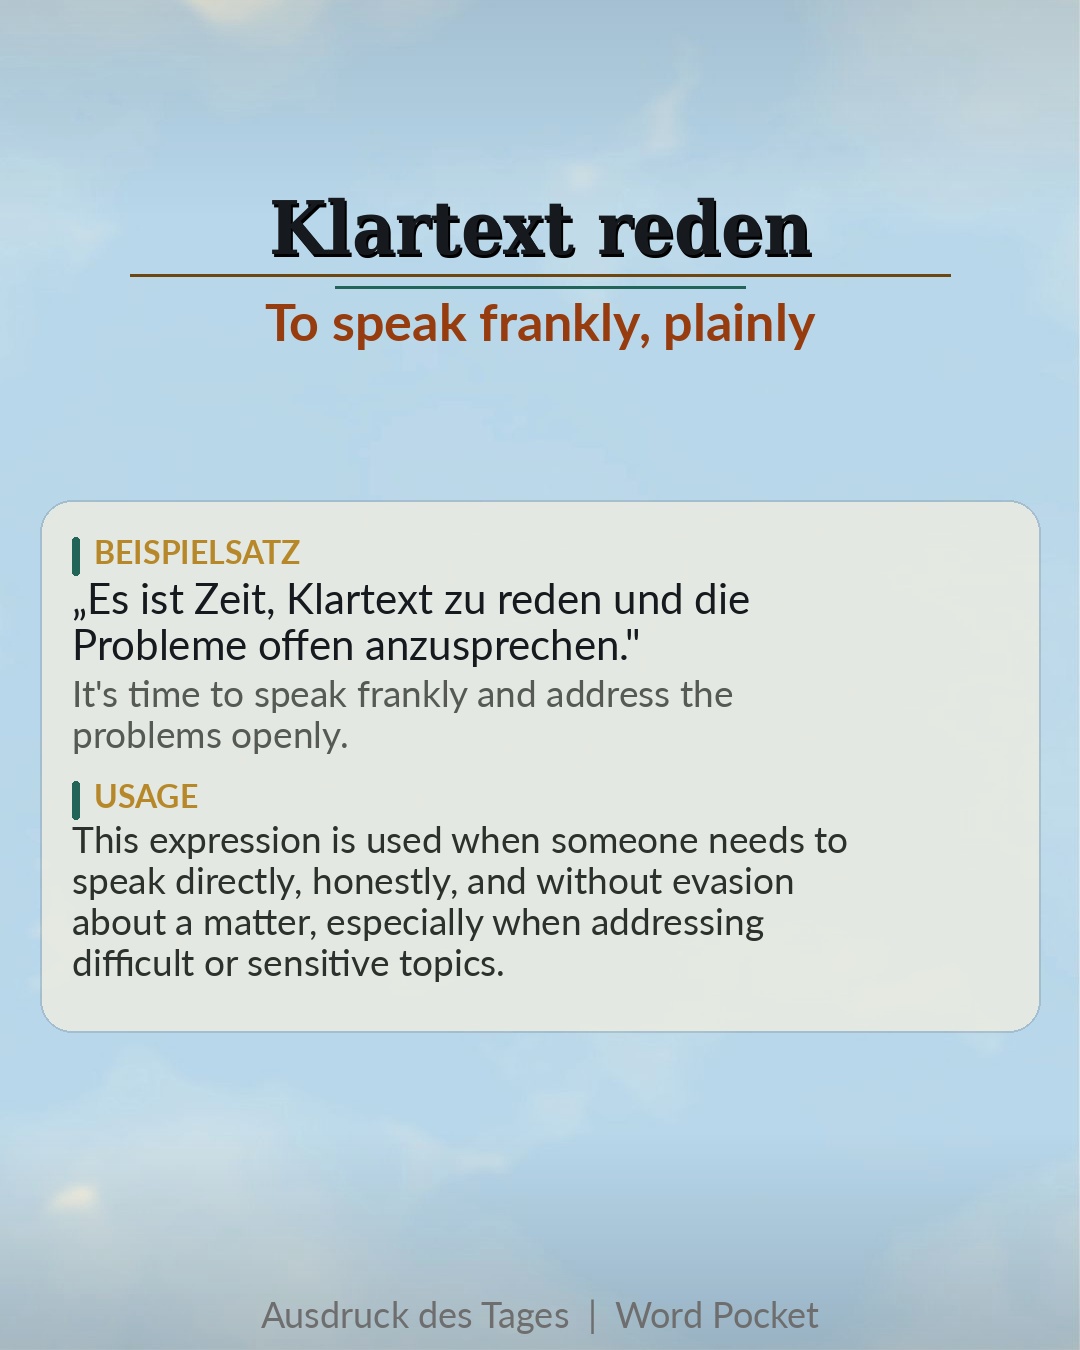 Klartext reden
To speak frankly, plainly
BEISPIELSATZ
„Es ist Zeit, Klartext zu reden und die
Probleme offen anzusprechen."
It's time to speak frankly and address the
problems openly.
USAGE
This expression is used when someone needs to
speak directly, honestly, and without evasion
about a matter, especially when addressing
difficult or sensitive topics.
Ausdruck des Tages | Word Pocket